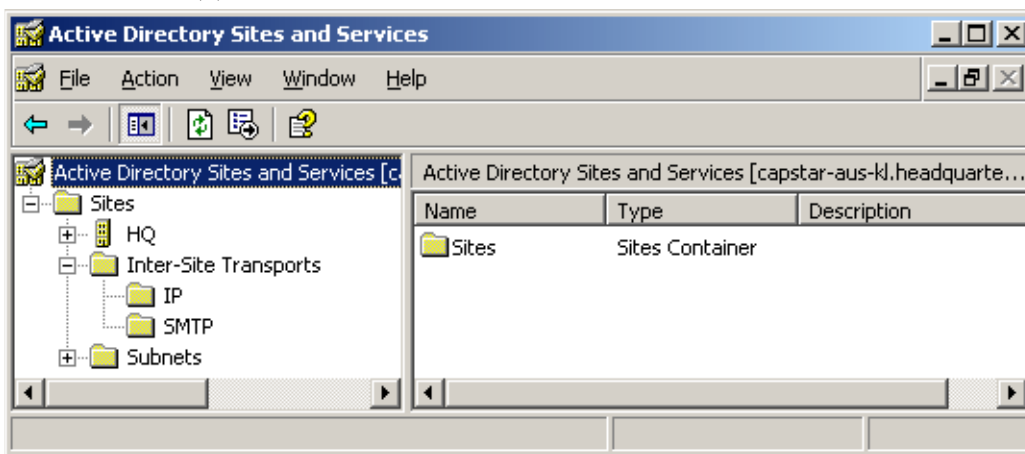 Active Directory Sites and Services
File Action View Window Help
Active Directory Sites and Services [c
Sites
HQ
Inter-Site Transports
IP
SMTP
Subnets
Active Directory Sites and Services [capstar-aus-kl.headquarte...
Name Type Description
Sites Sites Container